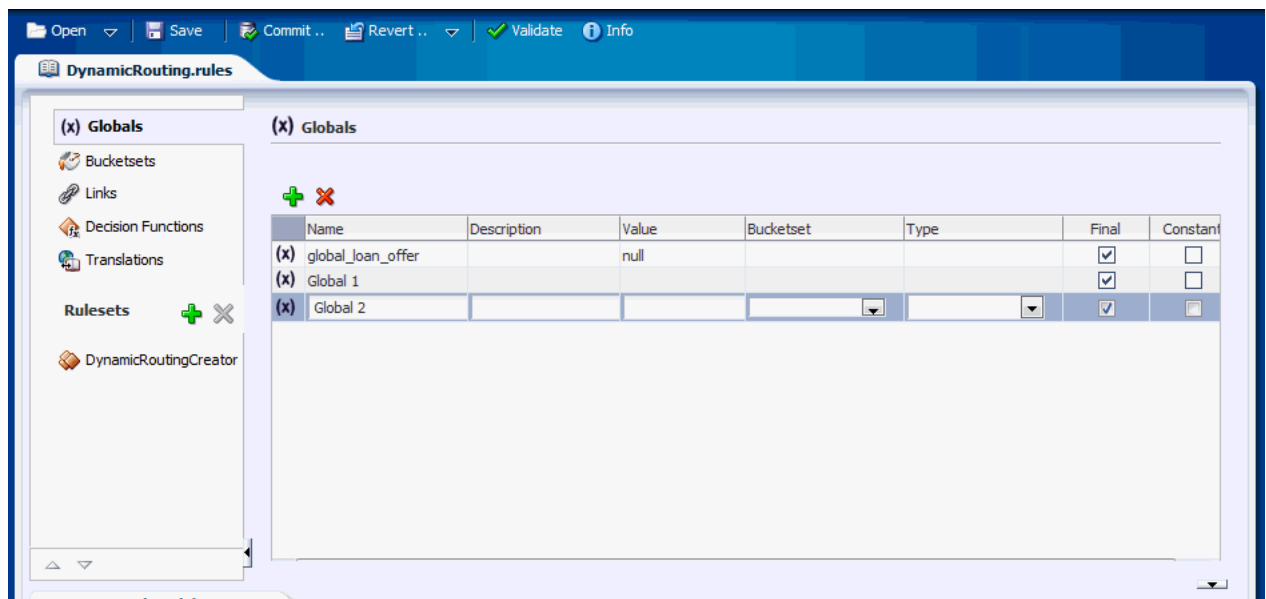 Open Save Commit .. Revert .. Validate Info
DynamicRouting.rules
(x) Globals
Bucketsets
Links
Decision Functions
Translations
Rulesets
DynamicRoutingCreator
(x) Globals
Name Description Value Bucketset Type Final Constant
(x) global_loan_offer null
(x) Global 1
(x) Global 2